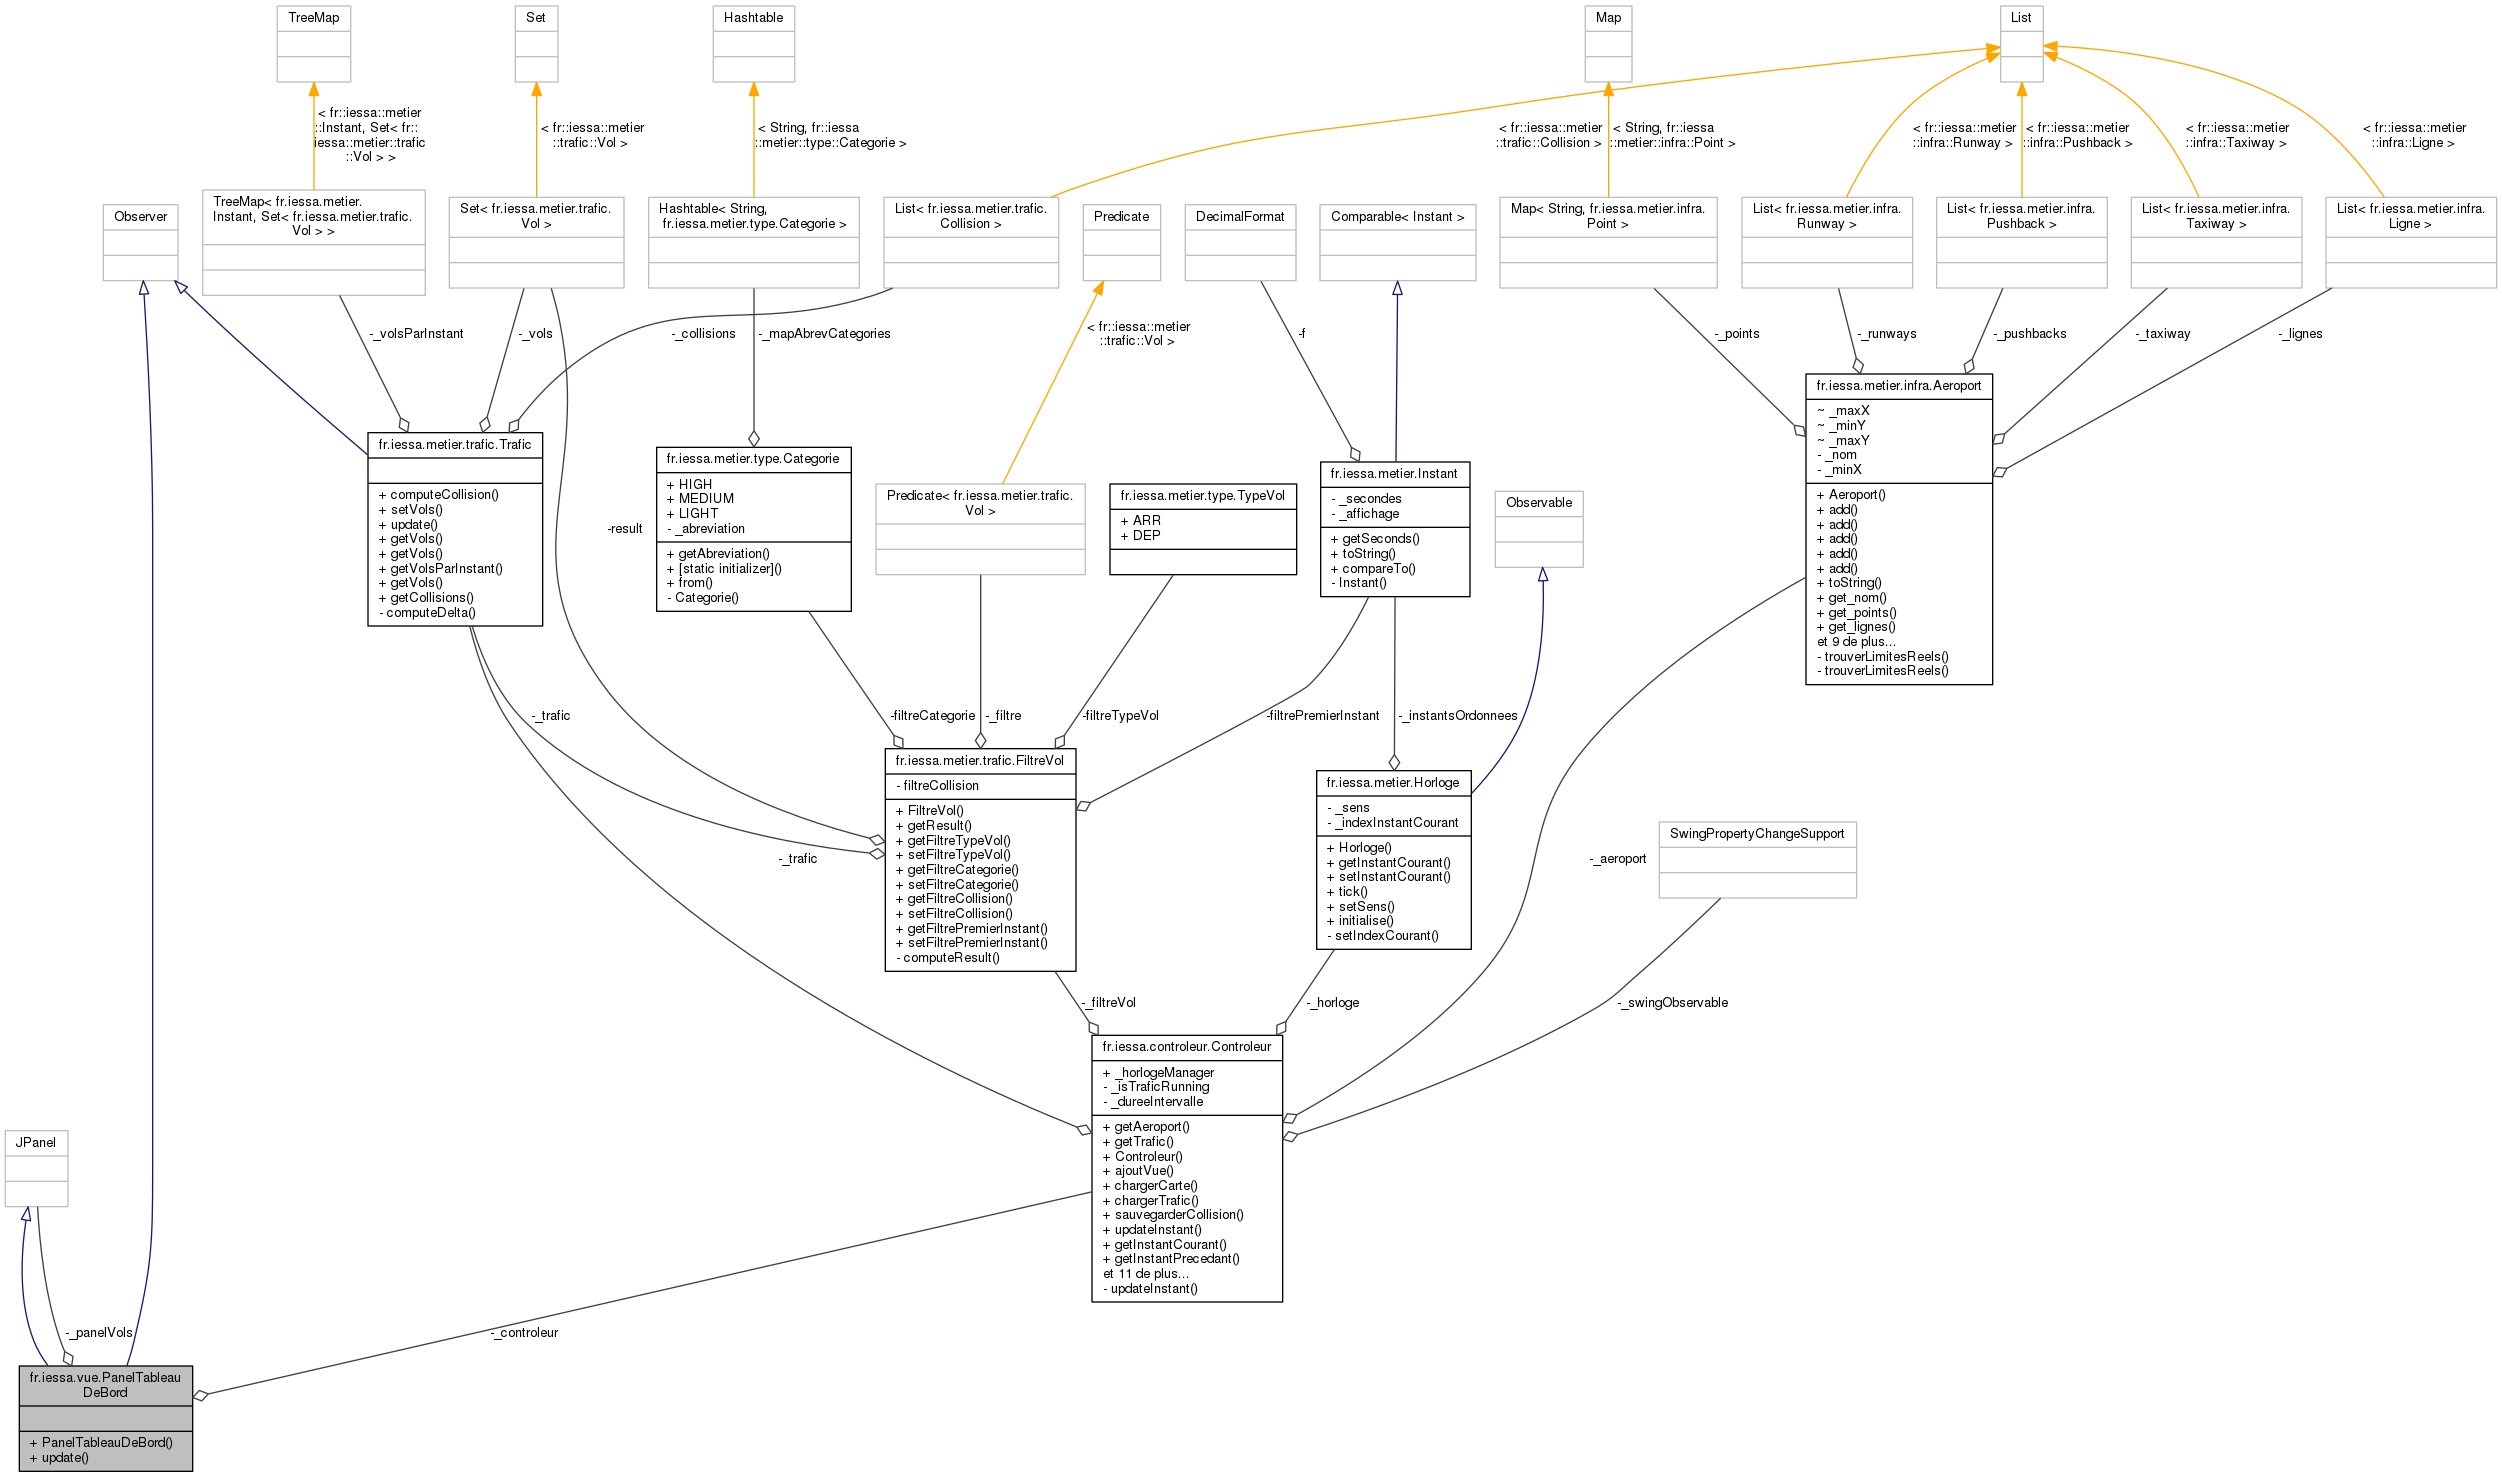 TreeMap
Set
Hashtable
Map
List
< fr::iessa::metier
::Instant, Set< fr::
iessa::metier::trafic
::Vol > >
< fr::iessa::metier
::trafic::Vol >
< String, fr::iessa
::metier::type::Categorie >
< fr::iessa::metier
::trafic::Collision >
< String, fr::iessa
::metier::infra::Point >
< fr::iessa::metier
::infra::Runway >
< fr::iessa::metier
::infra::Pushback >
< fr::iessa::metier
::infra::Taxiway >
< fr::iessa::metier
::infra::Ligne >
Observer
TreeMap< fr.iessa.metier.
Instant, Set< fr.iessa.metier.trafic.
Vol > >
Set< fr.iessa.metier.trafic.
Vol >
Hashtable< String,
fr.iessa.metier.type.Categorie >
List< fr.iessa.metier.trafic.
Collision >
Predicate
DecimalFormat
Comparable< Instant >
Map< String, fr.iessa.metier.infra.
Point >
List< fr.iessa.metier.infra.
Runway >
List< fr.iessa.metier.infra.
Pushback >
List< fr.iessa.metier.infra.
Taxiway >
List< fr.iessa.metier.infra.
Ligne >
-_volsParInstant
-_vols
-_collisions
-_mapAbrevCategories
< fr::iessa::metier
::trafic::Vol >
-f
-_points
-_runways
-_pushbacks
-_taxiway
-_lignes
fr.iessa.metier.trafic.Trafic
+ computeCollision()
+ setVols()
+ update()
+ getVols()
+ getVols()
+ getVolsParInstant()
+ getVols()
+ getCollisions()
- computeDelta()
-result
fr.iessa.metier.type.Categorie
+ HIGH
+ MEDIUM
+ LIGHT
- _abreviation
+ getAbreviation()
+ [static initializer]()
+ from()
- Categorie()
Predicate< fr.iessa.metier.trafic.
Vol >
fr.iessa.metier.type.TypeVol
+ ARR
+ DEP
fr.iessa.metier.Instant
- _secondes
- _affichage
+ getSeconds()
+ toString()
+ compareTo()
- Instant()
Observable
fr.iessa.metier.infra.Aeroport
~ _maxX
~ _minY
~ _maxY
- _nom
- _minX
+ Aeroport()
+ add()
+ add()
+ add()
+ add()
+ add()
+ toString()
+ get_nom()
+ get_points()
+ get_lignes()
et 9 de plus...
- trouverLimitesReels()
- trouverLimitesReels()
-_trafic
-filtreCategorie
-_filtre
-filtreTypeVol
-filtrePremierInstant
-_instantsOrdonnees
fr.iessa.metier.trafic.FiltreVol
- filtreCollision
+ FiltreVol()
+ getResult()
+ getFiltreTypeVol()
+ setFiltreTypeVol()
+ getFiltreCategorie()
+ setFiltreCategorie()
+ getFiltreCollision()
+ setFiltreCollision()
+ getFiltrePremierInstant()
+ setFiltrePremierInstant()
- computeResult()
fr.iessa.metier.Horloge
- _sens
- _indexInstantCourant
+ Horloge()
+ getInstantCourant()
+ setInstantCourant()
+ tick()
+ setSens()
+ initialise()
- setIndexCourant()
-_trafic
-_aeroport
SwingPropertyChangeSupport
-_filtreVol
-_horloge
-_swingObservable
fr.iessa.controleur.Controleur
+ _horlogeManager
- _isTraficRunning
- _dureeIntervalle
+ getAeroport()
+ getTrafic()
+ Controleur()
+ ajoutVue()
+ chargerCarte()
+ chargerTrafic()
+ sauvegarderCollision()
+ updateInstant()
+ getInstantCourant()
+ getInstantPrecedant()
et 11 de plus...
- updateInstant()
JPanel
-_panelVols
-_controleur
fr.iessa.vue.PanelTableau
DeBord
+ PanelTableauDeBord()
+ update()